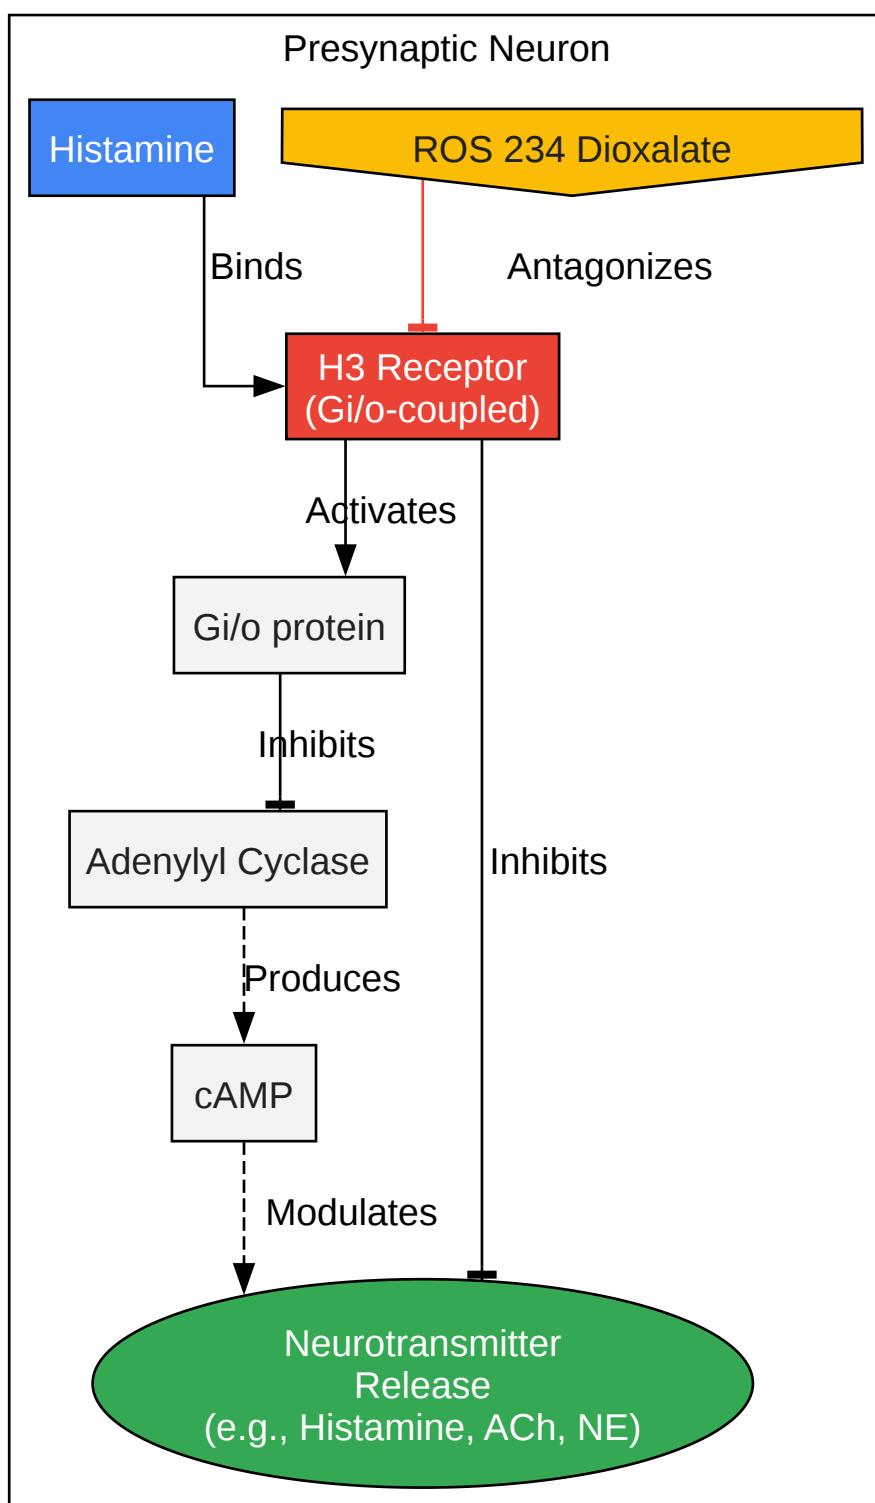 Presynaptic Neuron
Histamine
ROS 234 Dioxalate
Binds
Antagonizes
H3 Receptor
(Gi/o-coupled)
Activates
Gi/o protein
Inhibits
Adenylyl Cyclase
Inhibits
Produces
cAMP
Modulates
Neurotransmitter
Release
(e.g., Histamine, ACh, NE)